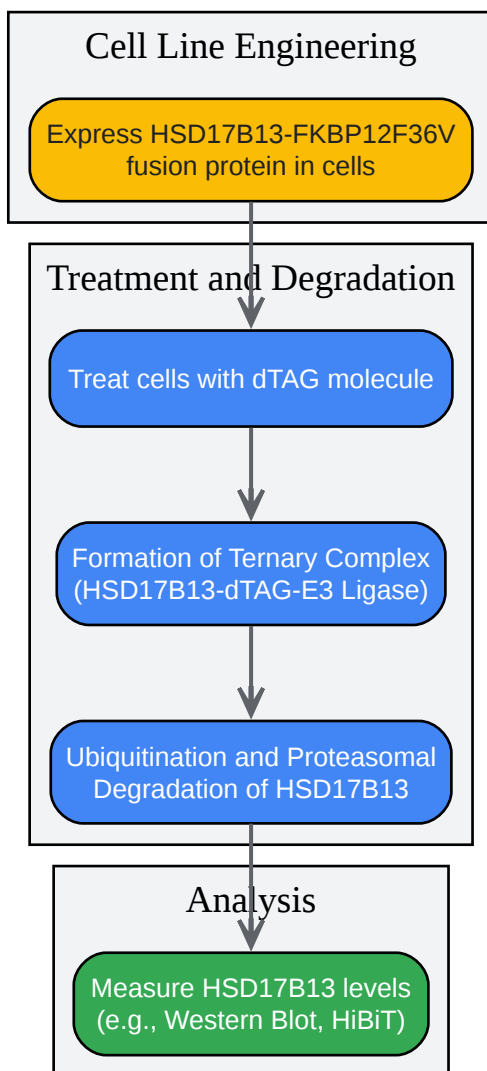 Cell Line Engineering
Express HSD17B13-FKBP12F36V
fusion protein in cells
Treatment and Degradation
Treat cells with dTAG molecule
Formation of Ternary Complex
(HSD17B13-dTAG-E3 Ligase)
Ubiquitination and Proteasomal
Degradation of HSD17B13
Analysis
Measure HSD17B13 levels
(e.g., Western Blot, HiBiT)